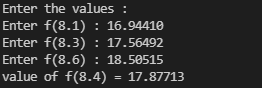 Enter the values :
Enter f(8.1) : 16.94410
Enter f(8.3) : 17.56492
Enter f(8.6) : 18.50515
value of f(8.4) = 17.87713